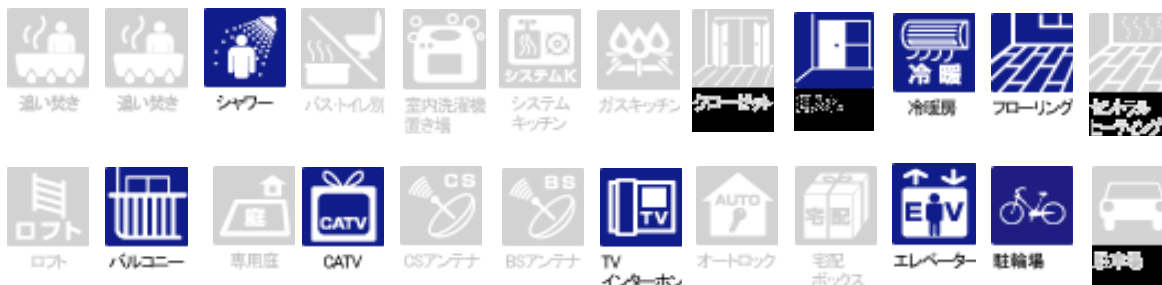 システムK
冷暖
追い焚き 追い焚き シャワー バス・トイレ別 室内洗濯機 システム ガスキッチン クローゼット 冷暖房 フローリング セントラル
置き場 キッチン ヒーティング
ロフト 庭 CATV CS BS TV AUTO 宅配 EV
ロフト バルコニー 専用庭 CATV CSアンテナ BSアンテナ TV オートロック 宅配 エレベーター 駐輪場 駐車場
インターホン ボックス